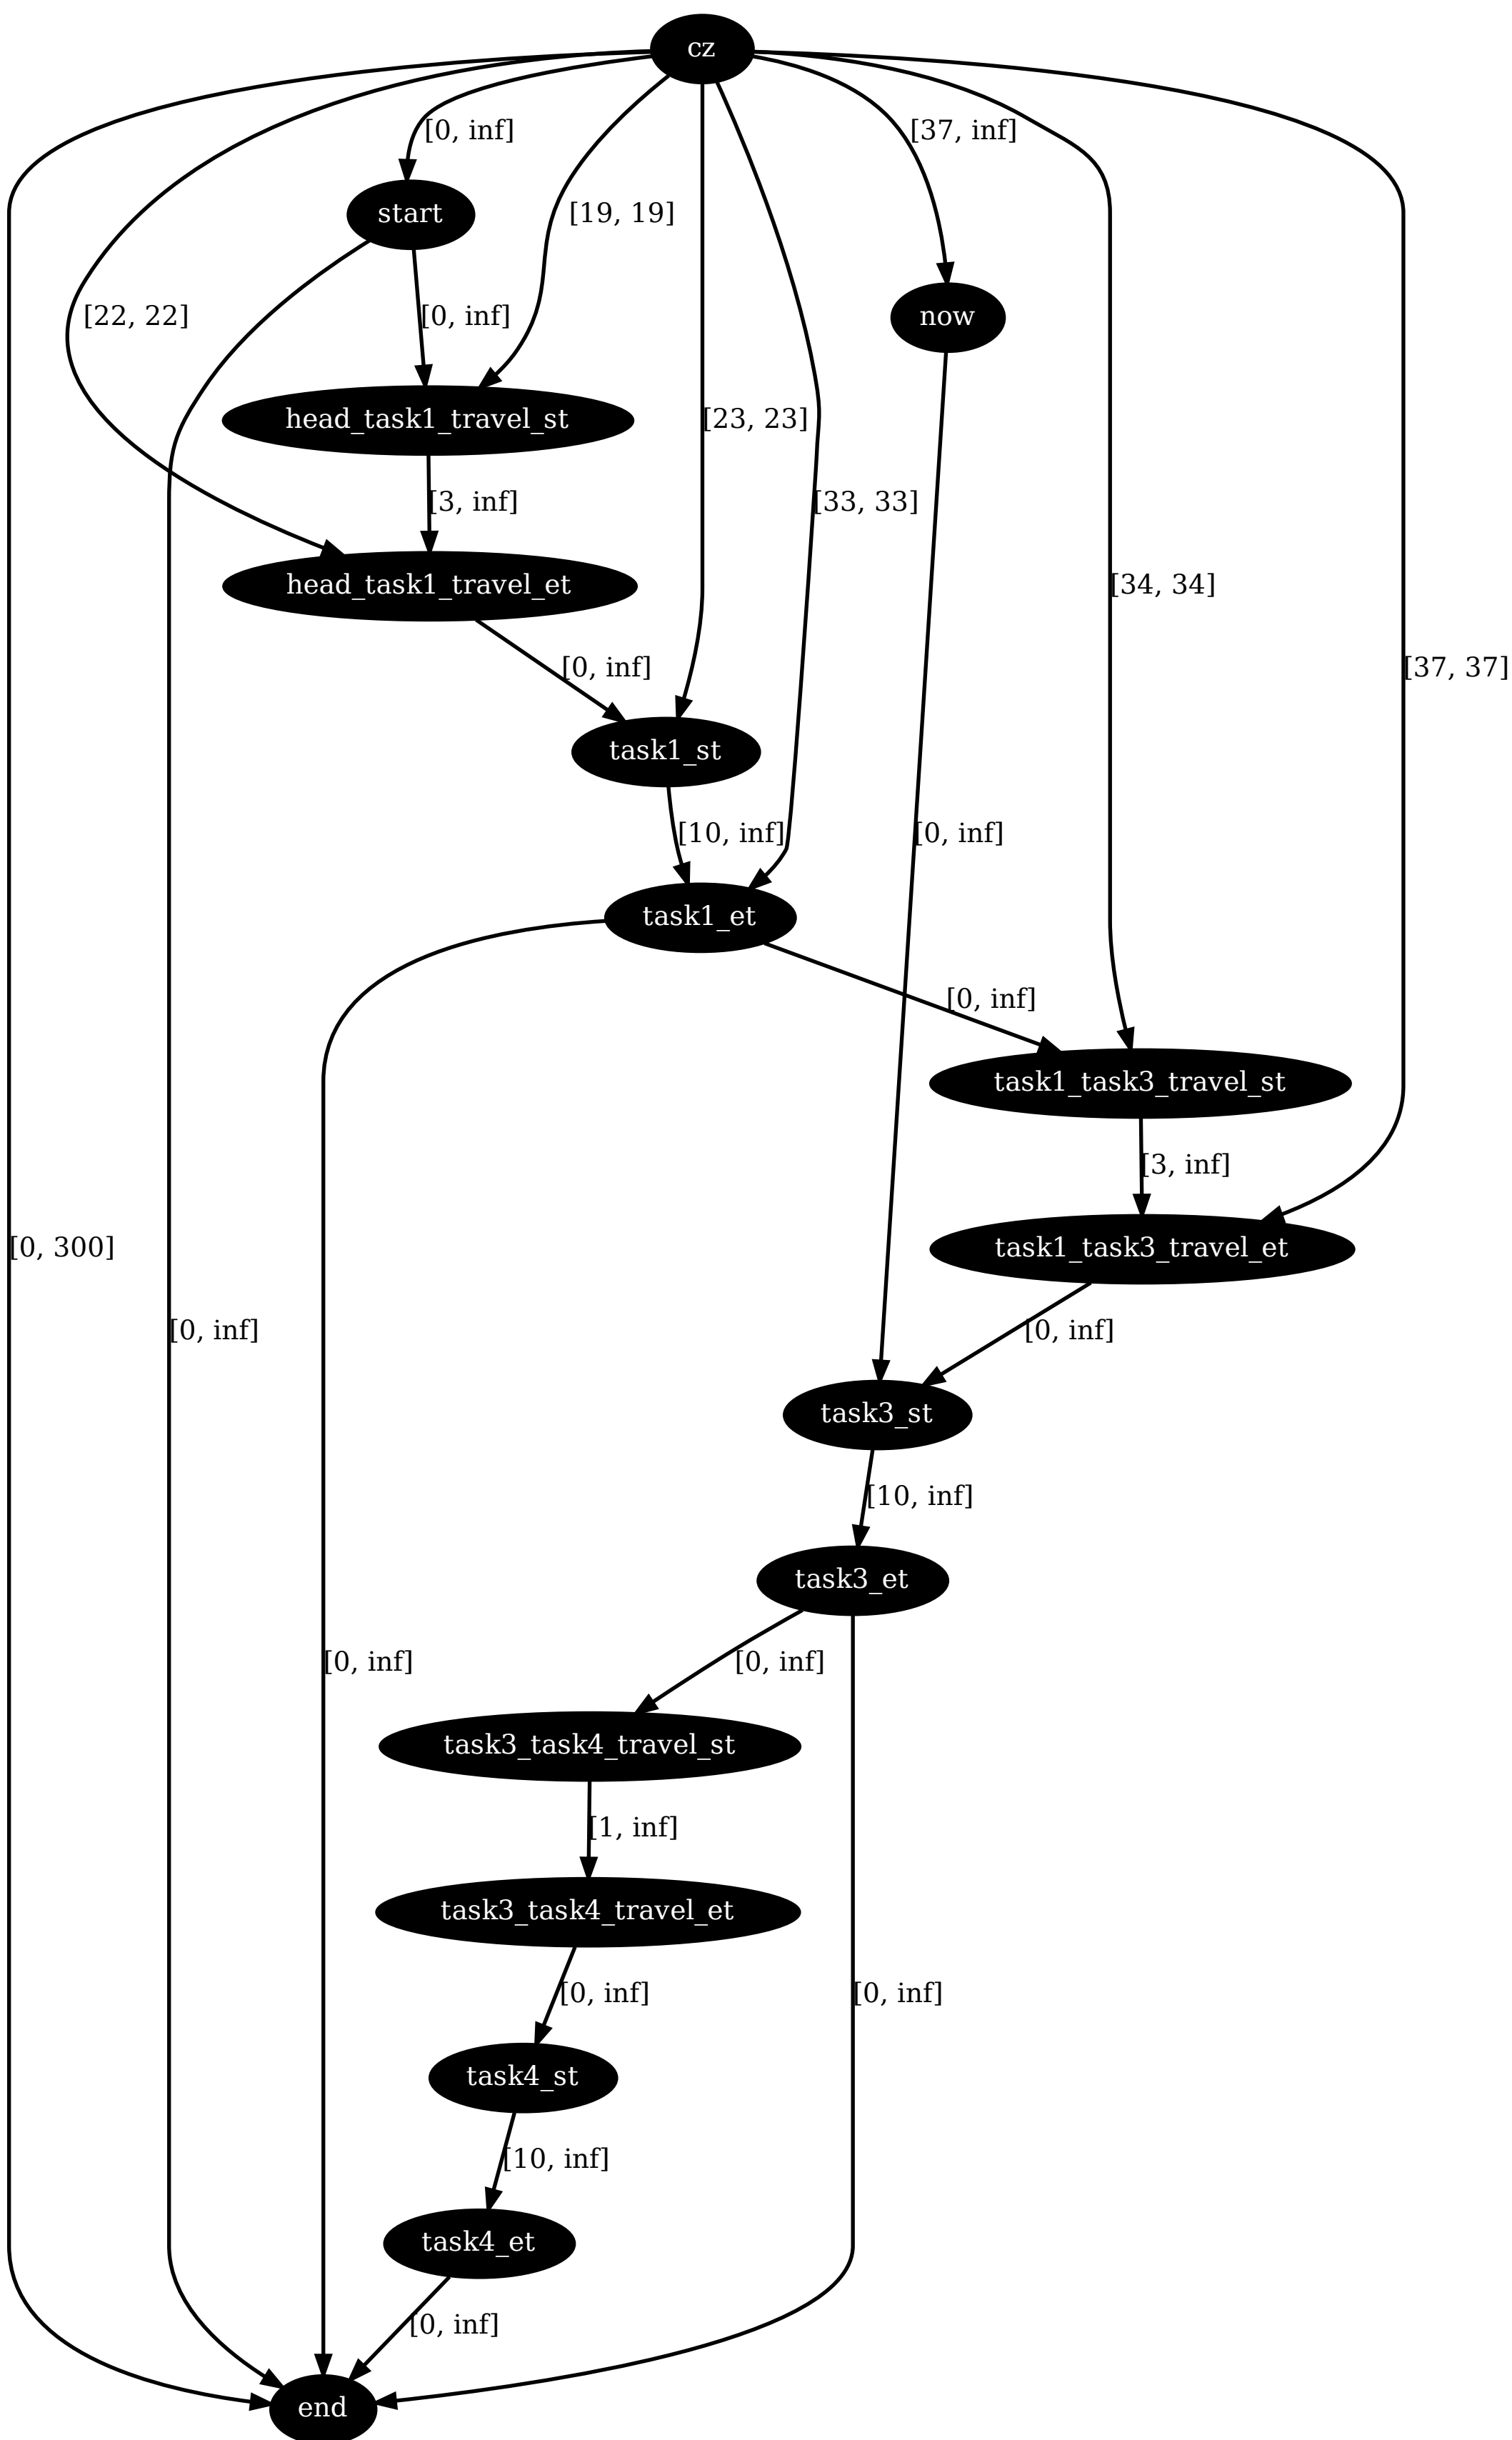 cz
[0, inf]
[37, inf]
start
[19, 19]
[22, 22]
[0, inf]
now
head_task1_travel_st
[23, 23]
[3, inf]
[33, 33]
head_task1_travel_et
[34, 34]
[0, inf]
[37, 37]
task1_st
[10, inf]
[0, inf]
task1_et
[0, inf]
task1_task3_travel_st
[3, inf]
[0, 300]
task1_task3_travel_et
[0, inf]
[0, inf]
task3_st
[10, inf]
task3_et
[0, inf]
[0, inf]
task3_task4_travel_st
[1, inf]
task3_task4_travel_et
[0, inf]
[0, inf]
task4_st
[10, inf]
task4_et
[0, inf]
end